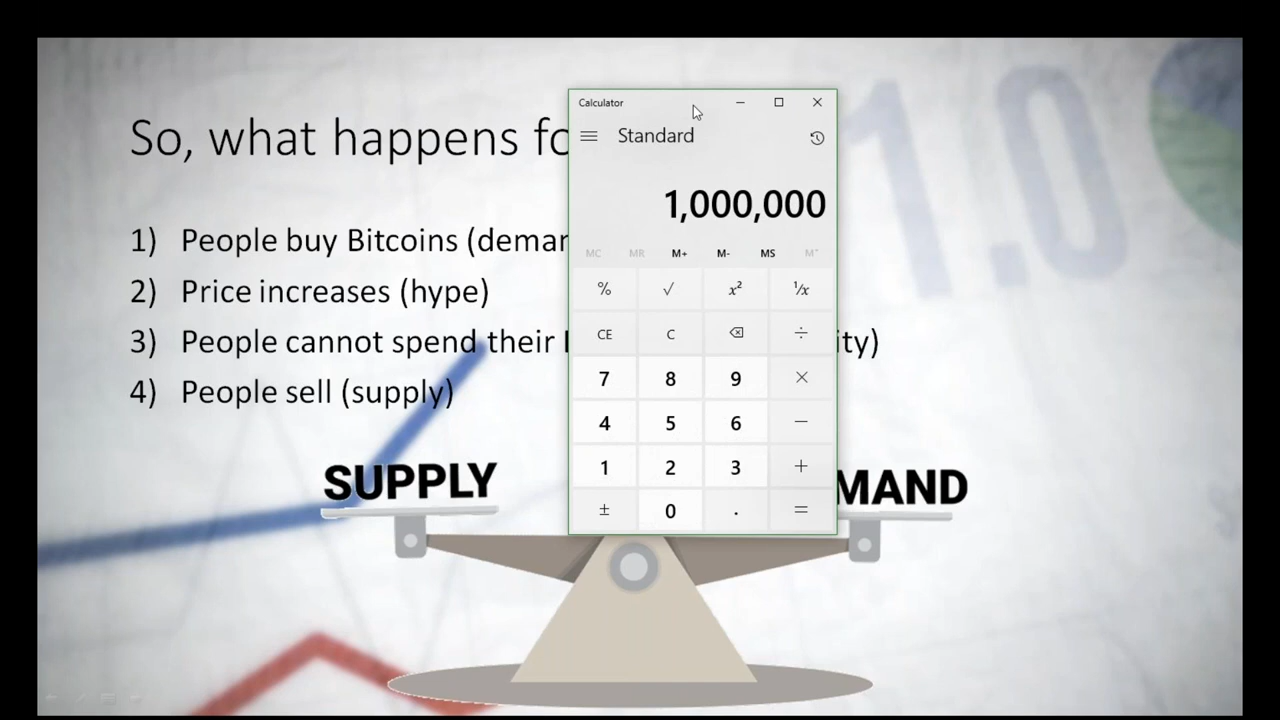 So, what happens fo
1) People buy Bitcoins (deman
2) Price increases (hype)
3) People cannot spend their
ity)
4) People sell (supply)
SUPPLY
MAND
1.0
Calculator
Standard
1,000,000
MC MR M+ M- MS M˅
% √ x² ¹/x
CE C ÷
7 8 9 ×
4 5 6 −
1 2 3 +
± 0 . =